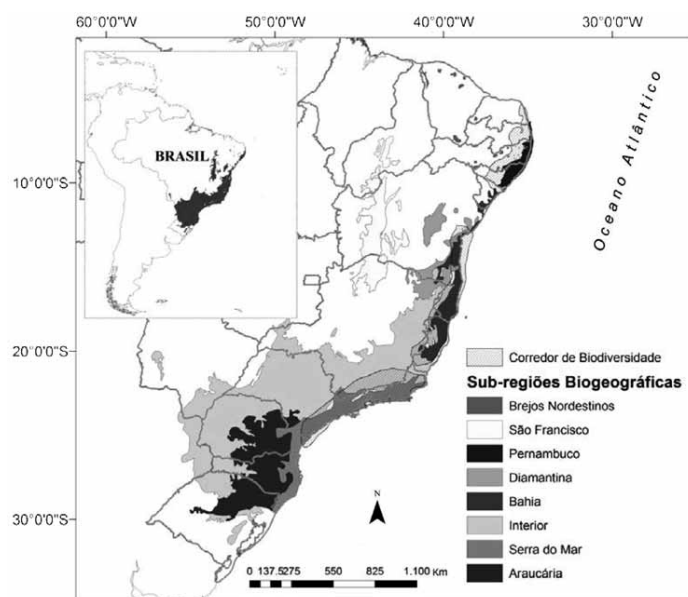 60°0'0"W 50°0'0"W 40°0'0"W 30°0'0"W
BRASIL
Oceano Atlântico
10°0'0"S
20°0'0"S
30°0'0"S
Corredor de Biodiversidade
Sub-regiões Biogeográficas
Brejos Nordestinos
São Francisco
Pernambuco
Diamantina
Bahia
Interior
Serra do Mar
Araucária
N
0 137.5 275 550 825 1.100 Km